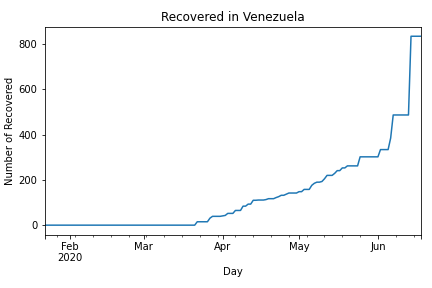 Recovered in Venezuela
Number of Recovered
800
600
400
200
0
Feb
2020
Mar
Apr
May
Jun
Day